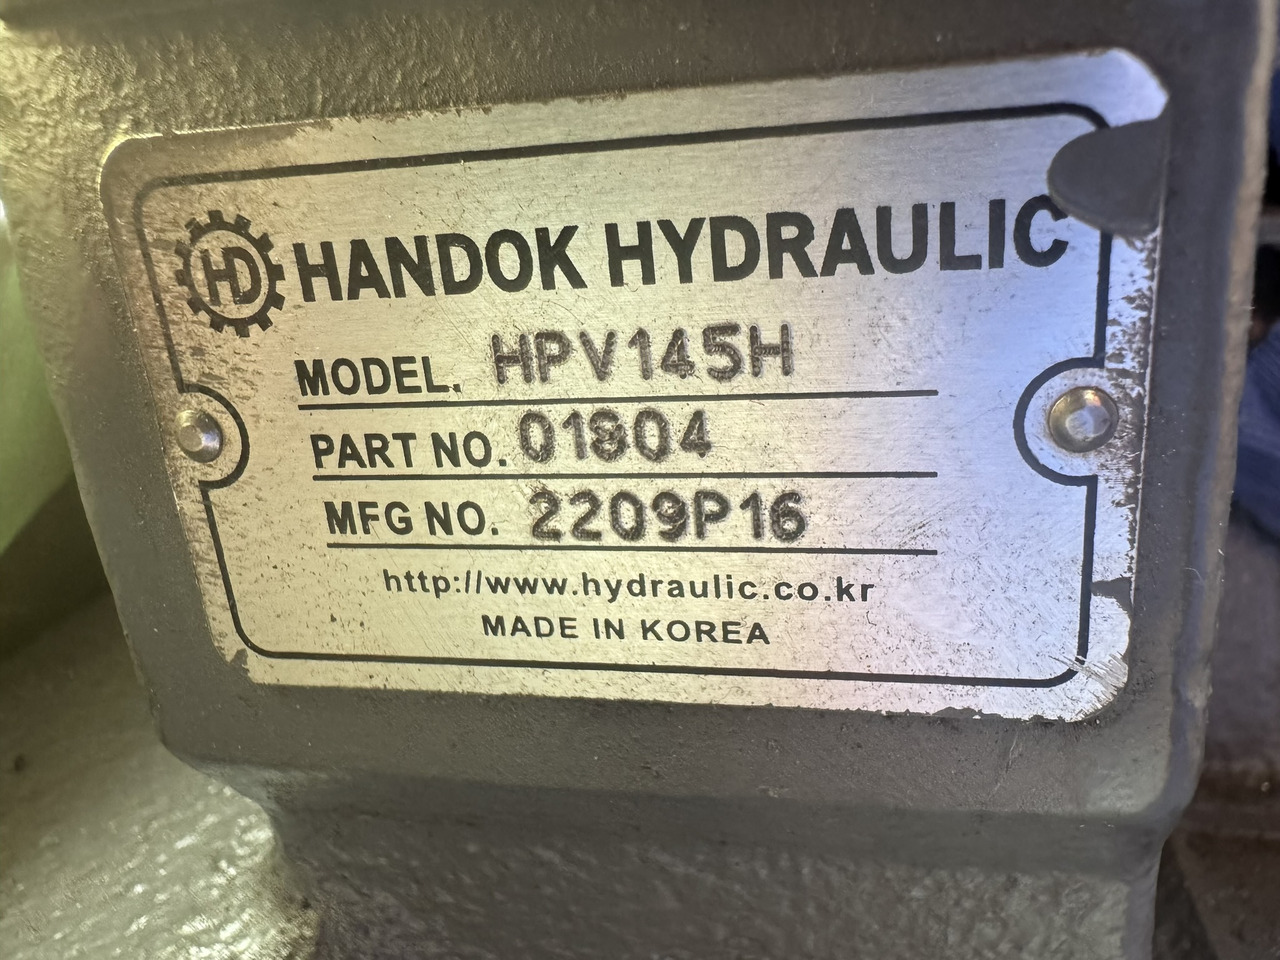 HD HANDOK HYDRAULIC
MODEL. HPV145H
PART NO. 01804
MFG NO. 2209P16
http://www.hydraulic.co.kr
MADE IN KOREA